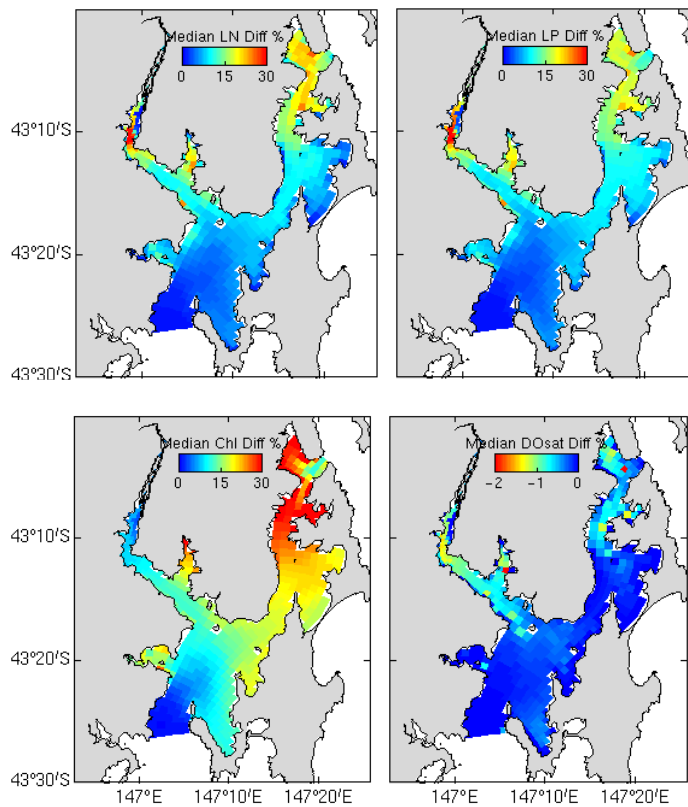 Median LN Diff %
0 15 30
Median LP Diff %
0 15 30
43°10'S
43°20'S
43°30'S
Median Chl Diff %
0 15 30
Median DOsat Diff %
−2 −1 0
43°10'S
43°20'S
43°30'S
147°E 147°10'E 147°20'E
147°E 147°10'E 147°20'E